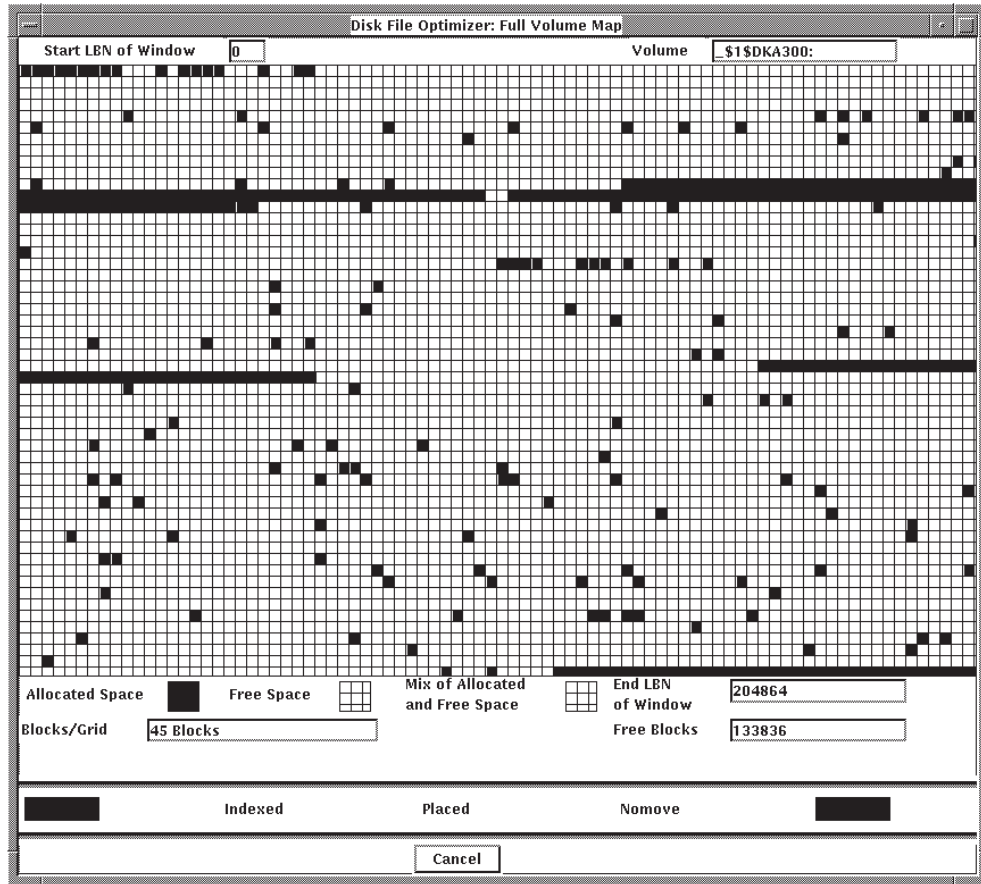 Disk File Optimizer: Full Volume Map
Start LBN of Window 0 Volume _$1$DKA300:
Allocated Space Free Space Mix of Allocated and Free Space End LBN of Window 204864
Blocks/Grid 45 Blocks Free Blocks 133836
Indexed Placed Nomove
Cancel